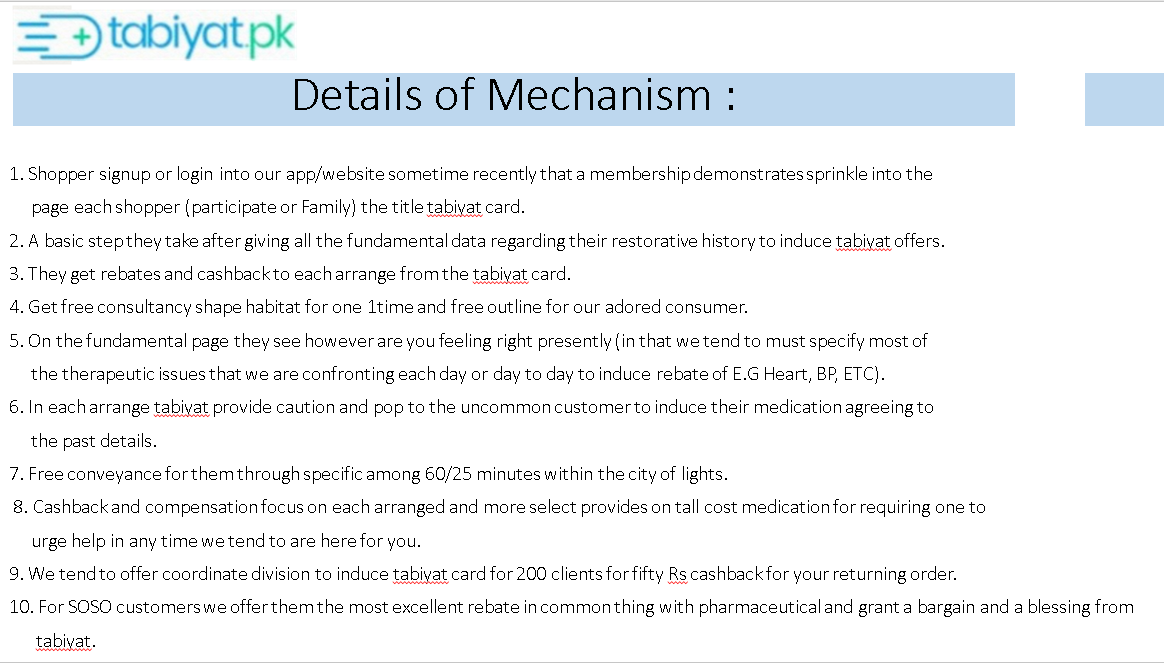 tabiyat.pk
Details of Mechanism :
1. Shopper signup or login into our app/website sometime recently that a membership demonstrates sprinkle into the
page each shopper (participate or Family) the title tabiyat card.
2. A basic step they take after giving all the fundamental data regarding their restorative history to induce tabiyat offers.
3. They get rebates and cashback to each arrange from the tabiyat card.
4. Get free consultancy shape habitat for one 1time and free outline for our adored consumer.
5. On the fundamental page they see however are you feeling right presently (in that we tend to must specify most of
the therapeutic issues that we are confronting each day or day to day to induce rebate of E.G Heart, BP, ETC).
6. In each arrange tabiyat provide caution and pop to the uncommon customer to induce their medication agreeing to
the past details.
7. Free conveyance for them through specific among 60/25 minutes within the city of lights.
8. Cashback and compensation focus on each arranged and more select provides on tall cost medication for requiring one to
urge help in any time we tend to are here for you.
9. We tend to offer coordinate division to induce tabiyat card for 200 clients for fifty Rs cashback for your returning order.
10. For SOSO customers we offer them the most excellent rebate in common thing with pharmaceutical and grant a bargain and a blessing from
tabiyat.